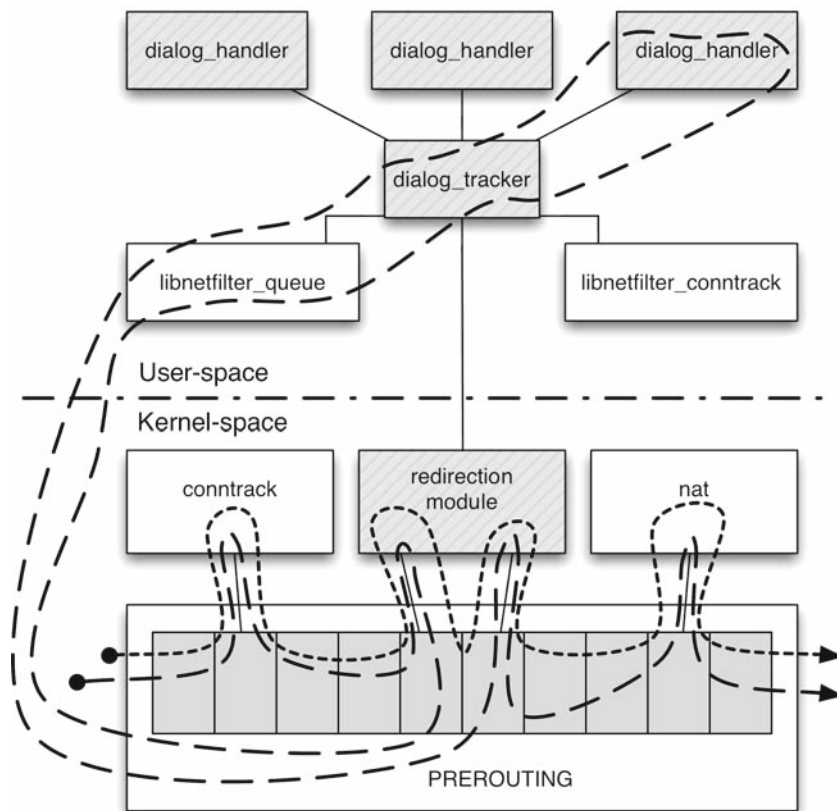 dialog_handler
dialog_handler
dialog_handler
dialog_tracker
libnetfilter_queue
libnetfilter_conntrack
User-space
Kernel-space
conntrack
redirection
module
nat
PREROUTING